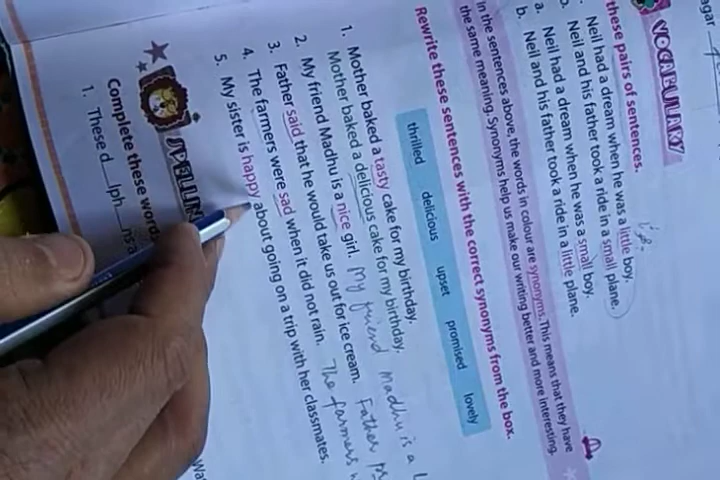 agar
VOCABULARY
these pairs of sentences.
Neil had a dream when he was a little boy.
Neil and his father took a ride in a small plane.
a. Neil had a dream when he was a small boy.
b. Neil and his father took a ride in a little plane.
In the sentences above, the words in colour are synonyms. This means that they have
the same meaning. Synonyms help us make our writing better and more interesting.
Rewrite these sentences with the correct synonyms from the box.
thrilled delicious upset promised lovely
1. Mother baked a tasty cake for my birthday.
Mother baked a delicious cake for my birthday.
2. My friend Madhu is a nice girl. My friend Madhu is a l
3. Father said that he would take us out for ice cream. Father
4. The farmers were sad when it did not rain. The farmers
5. My sister is happy about going on a trip with her classmates.
SPELLIN
Complete these words
1. These d__lph__ns